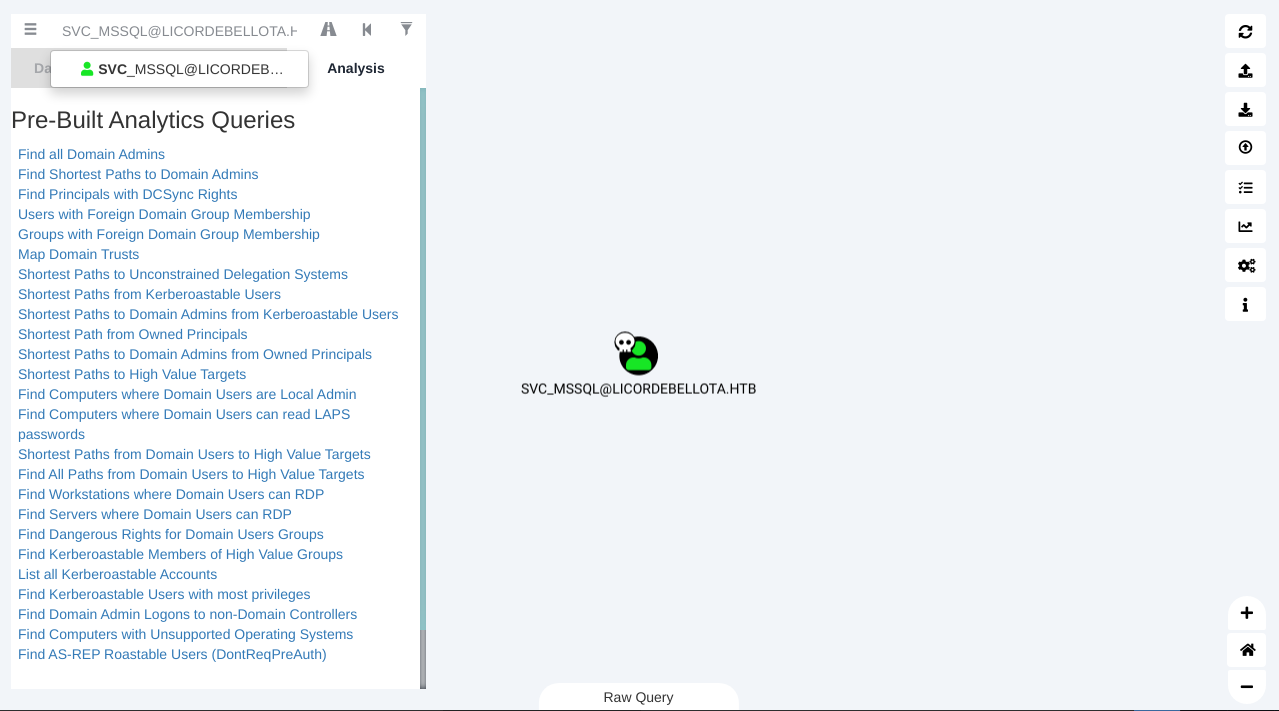 SVC_MSSQL@LICORDEBELLOTA.H
Da
SVC_MSSQL@LICORDEB...
Analysis
Pre-Built Analytics Queries
Find all Domain Admins
Find Shortest Paths to Domain Admins
Find Principals with DCSync Rights
Users with Foreign Domain Group Membership
Groups with Foreign Domain Group Membership
Map Domain Trusts
Shortest Paths to Unconstrained Delegation Systems
Shortest Paths from Kerberoastable Users
Shortest Paths to Domain Admins from Kerberoastable Users
Shortest Path from Owned Principals
Shortest Paths to Domain Admins from Owned Principals
Shortest Paths to High Value Targets
Find Computers where Domain Users are Local Admin
Find Computers where Domain Users can read LAPS
passwords
Shortest Paths from Domain Users to High Value Targets
Find All Paths from Domain Users to High Value Targets
Find Workstations where Domain Users can RDP
Find Servers where Domain Users can RDP
Find Dangerous Rights for Domain Users Groups
Find Kerberoastable Members of High Value Groups
List all Kerberoastable Accounts
Find Kerberoastable Users with most privileges
Find Domain Admin Logons to non-Domain Controllers
Find Computers with Unsupported Operating Systems
Find AS-REP Roastable Users (DontReqPreAuth)
SVC_MSSQL@LICORDEBELLOTA.HTB
Raw Query